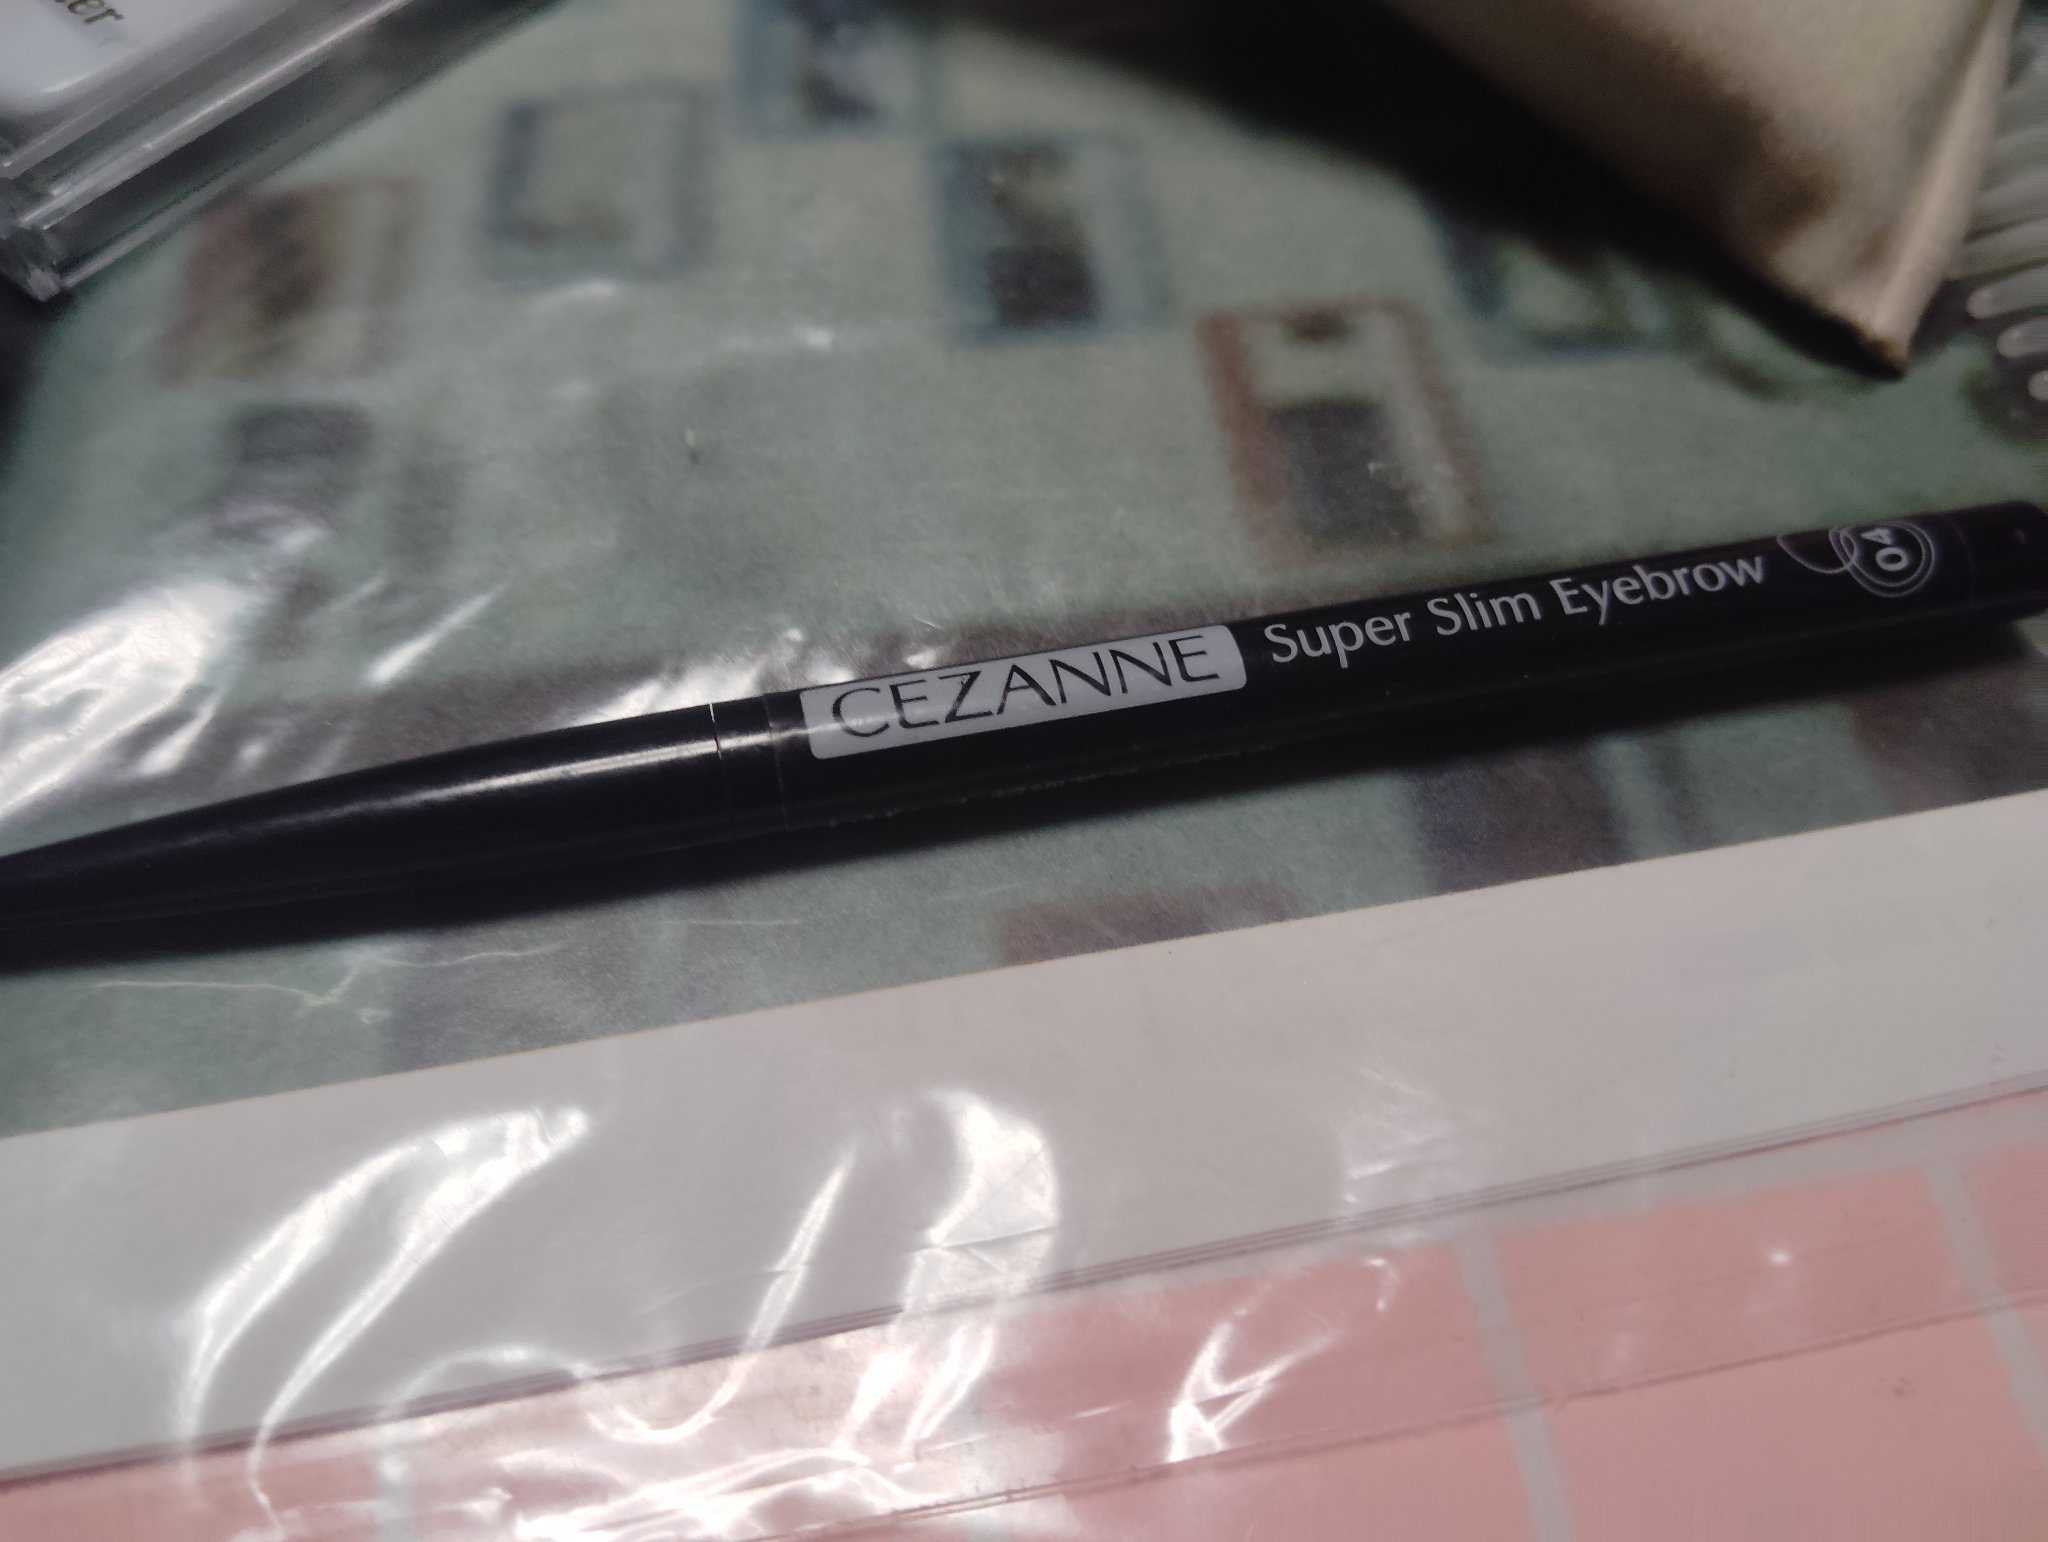 CEZANNE Super Slim Eyebrow 04